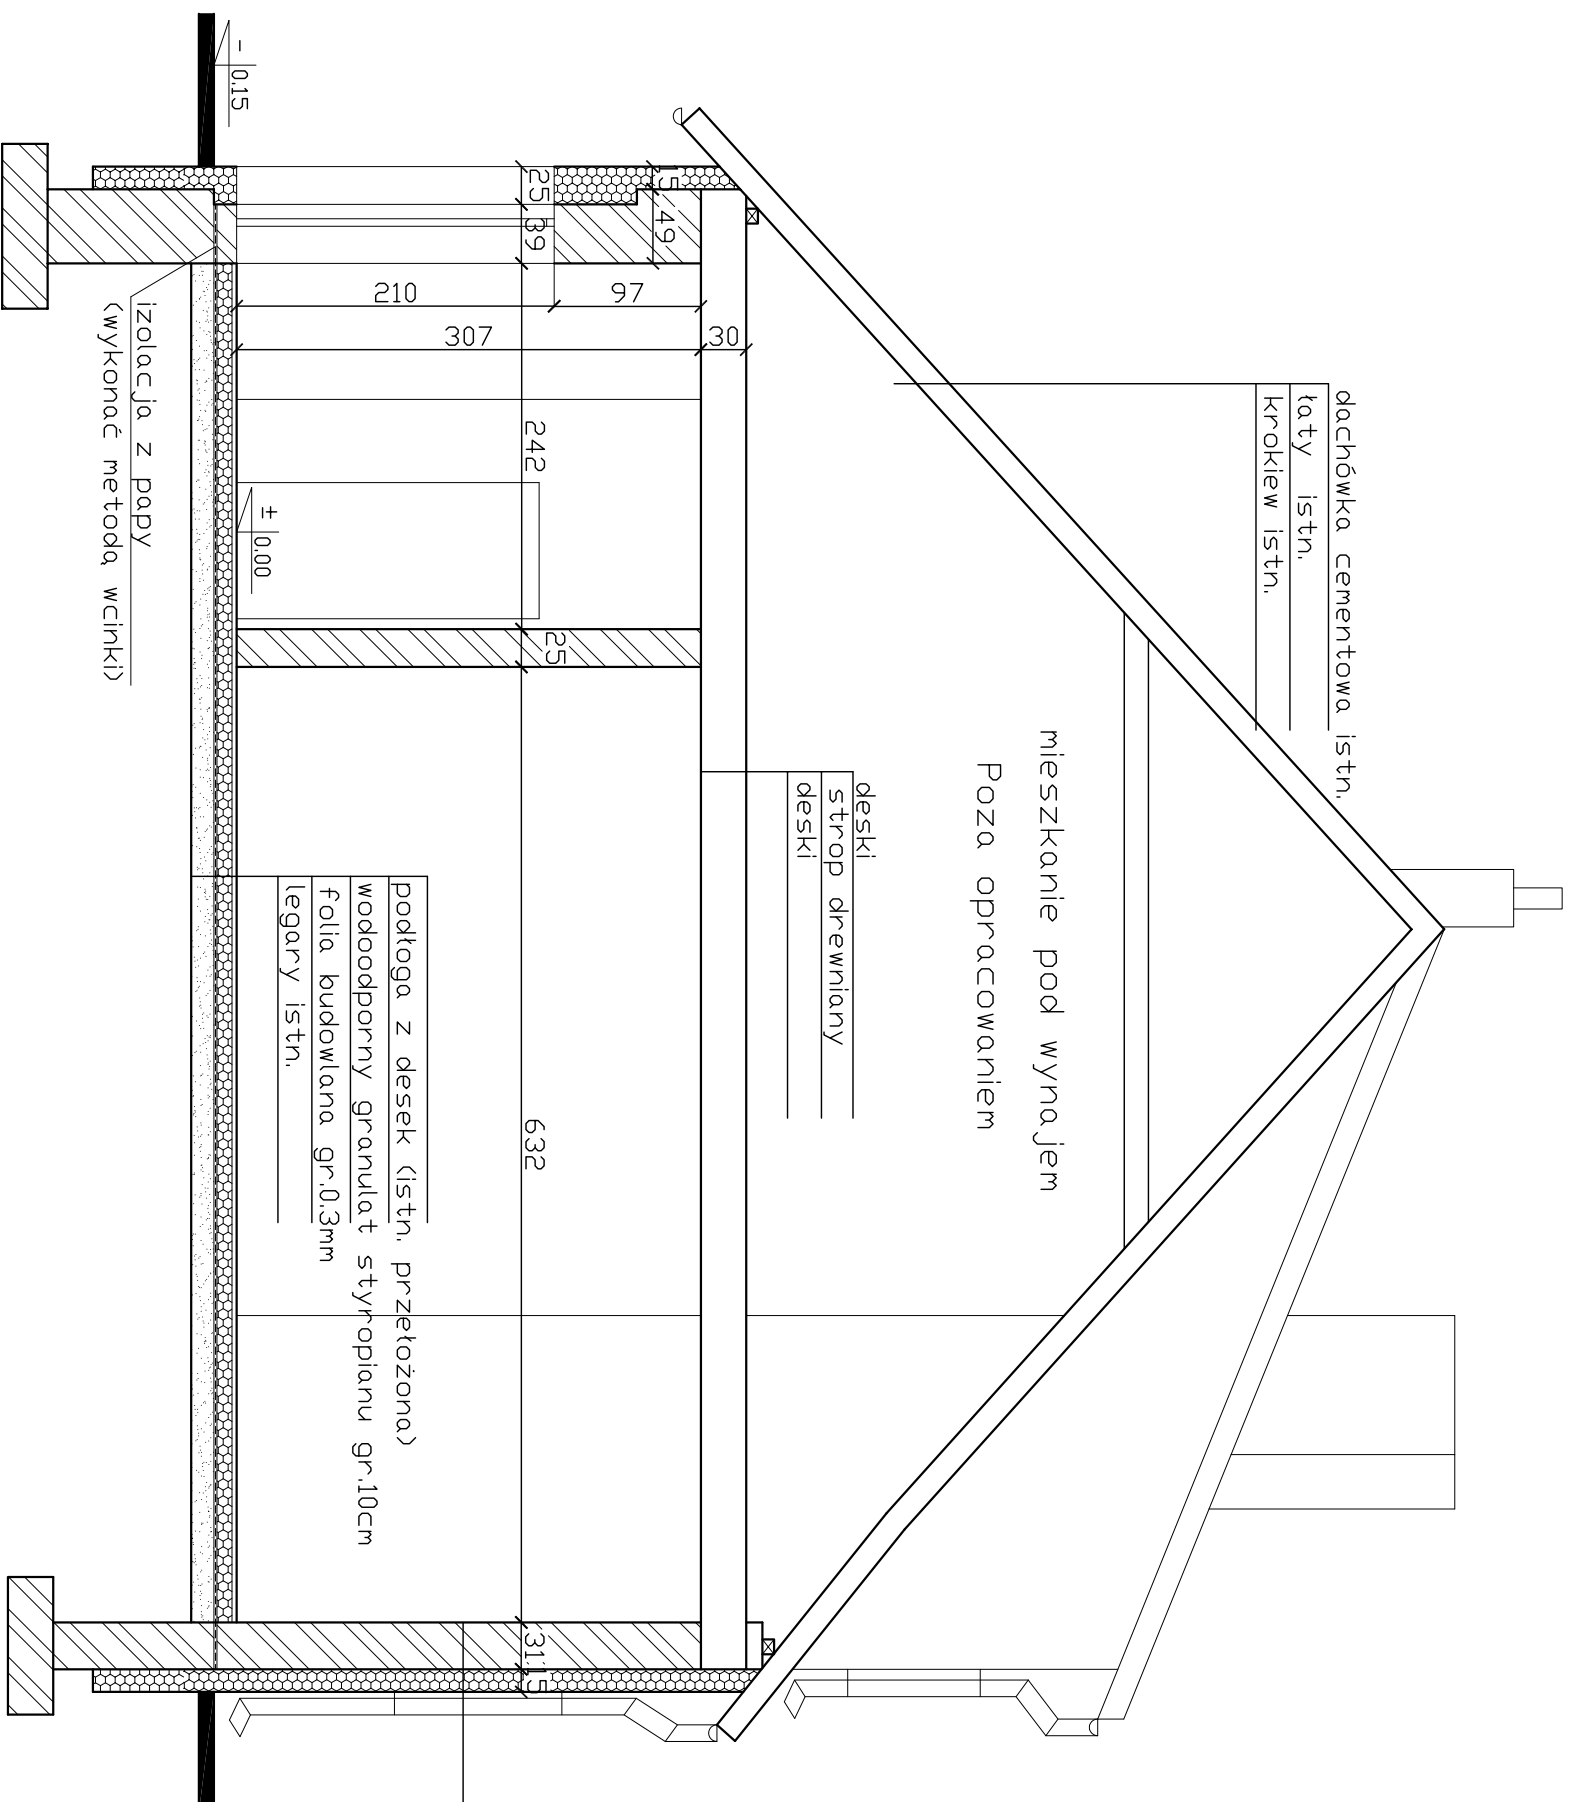 dachówka cementowa istn.
łaty istn.
krokiew istn.
mieszkanie pod wynajem
Poza opracowaniem
deski
strop drewniany
deski
podłoga z desek (istn. przełożona)
wodoodporny granulat styropianu gr.10cm
folia budowlana gr.0.3mm
legary istn.
izolacja z papy
(wykonać metodą wcinki)
15
49
25
39
242
25
632
31
15
30
97
307
210
± 0.00
- 0.15